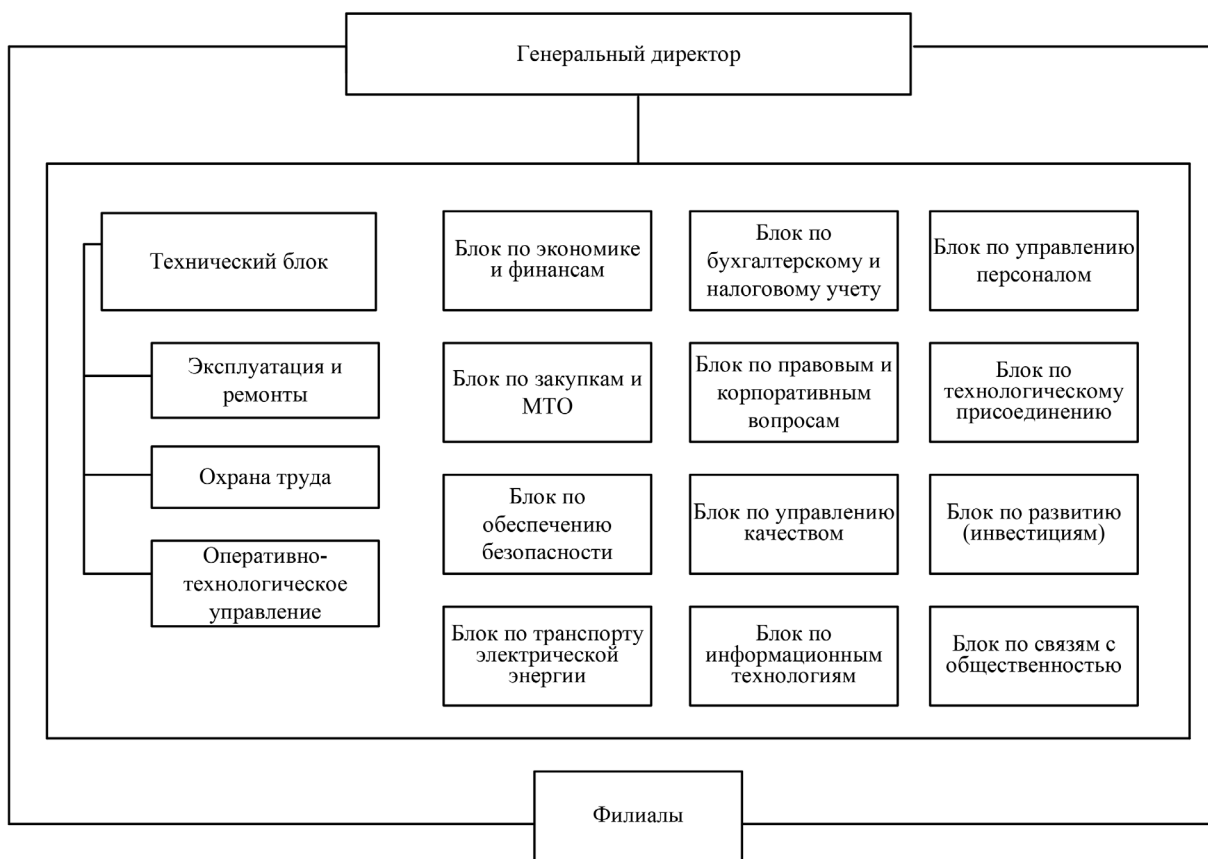 Генеральный директор
Технический блок
Эксплуатация и
ремонты
Охрана труда
Оперативно-
технологическое
управление
Блок по экономике
и финансам
Блок по
бухгалтерскому и
налоговому учету
Блок по управлению
персоналом
Блок по закупкам и
МТО
Блок по правовым и
корпоративным
вопросам
Блок по
технологическому
присоединению
Блок по
обеспечению
безопасности
Блок по управлению
качеством
Блок по развитию
(инвестициям)
Блок по транспорту
электрической
энергии
Блок по
информационным
технологиям
Блок по связям с
общественностью
Филиалы